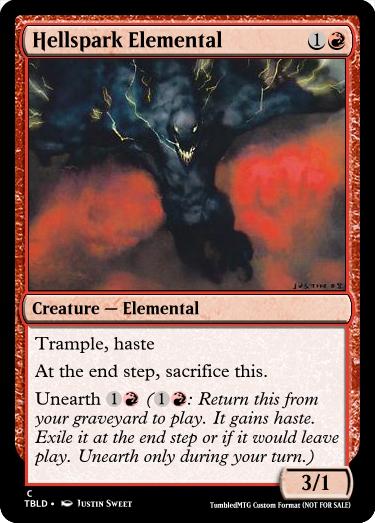 Hellspark Elemental 1
JUSTIN
Creature — Elemental
Trample, haste
At the end step, sacrifice this.
Unearth 1 (1: Return this from
your graveyard to play. It gains haste.
Exile it at the end step or if it would leave
play. Unearth only during your turn.)
3/1
C
TBLD • Justin Sweet
TumbledMTG Custom Format (NOT FOR SALE)